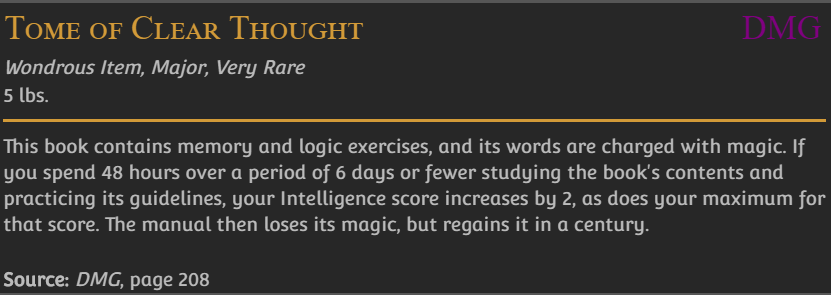 Tome of Clear Thought DMG
Wondrous Item, Major, Very Rare
5 lbs.
This book contains memory and logic exercises, and its words are charged with magic. If
you spend 48 hours over a period of 6 days or fewer studying the book's contents and
practicing its guidelines, your Intelligence score increases by 2, as does your maximum for
that score. The manual then loses its magic, but regains it in a century.
Source: DMG, page 208